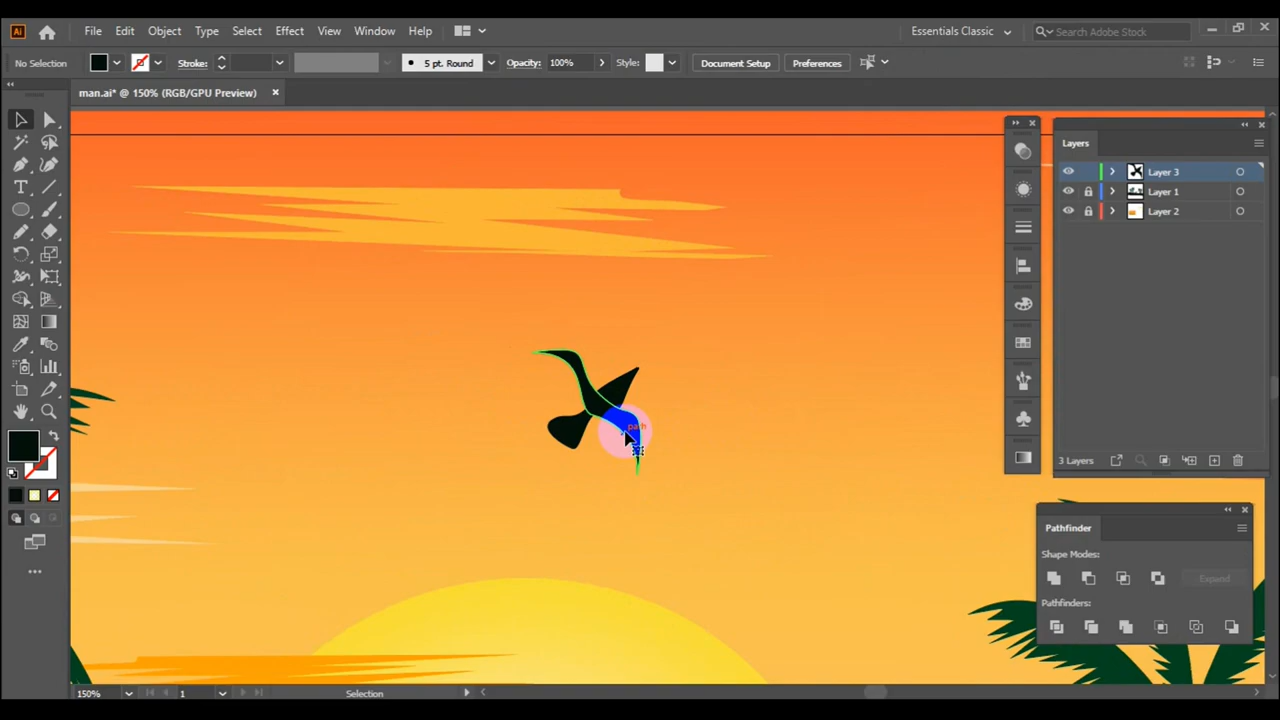 Ai File Edit Object Type Select Effect View Window Help Essentials Classic Search Adobe Stock
No Selection Stroke: 5 pt. Round Opacity: 100% Style: Document Setup Preferences
man.ai* @ 150% (RGB/GPU Preview)
Layers
Layer 3
Layer 1
Layer 2
path
3 Layers
Pathfinder
Shape Modes:
Expand
Pathfinders:
150% 1 Selection